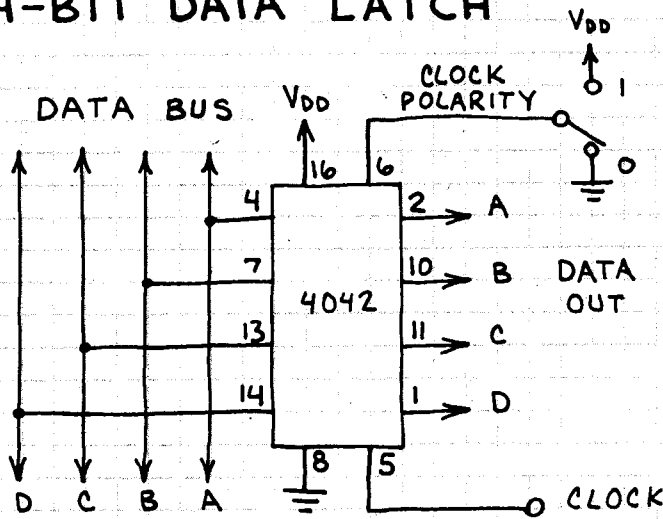 4-BIT DATA LATCH
VDD
CLOCK
POLARITY
1
DATA BUS
VDD
16
6
0
4
2
A
7
10
B
DATA
OUT
4042
13
11
C
14
1
D
8
5
D
C
B
A
CLOCK